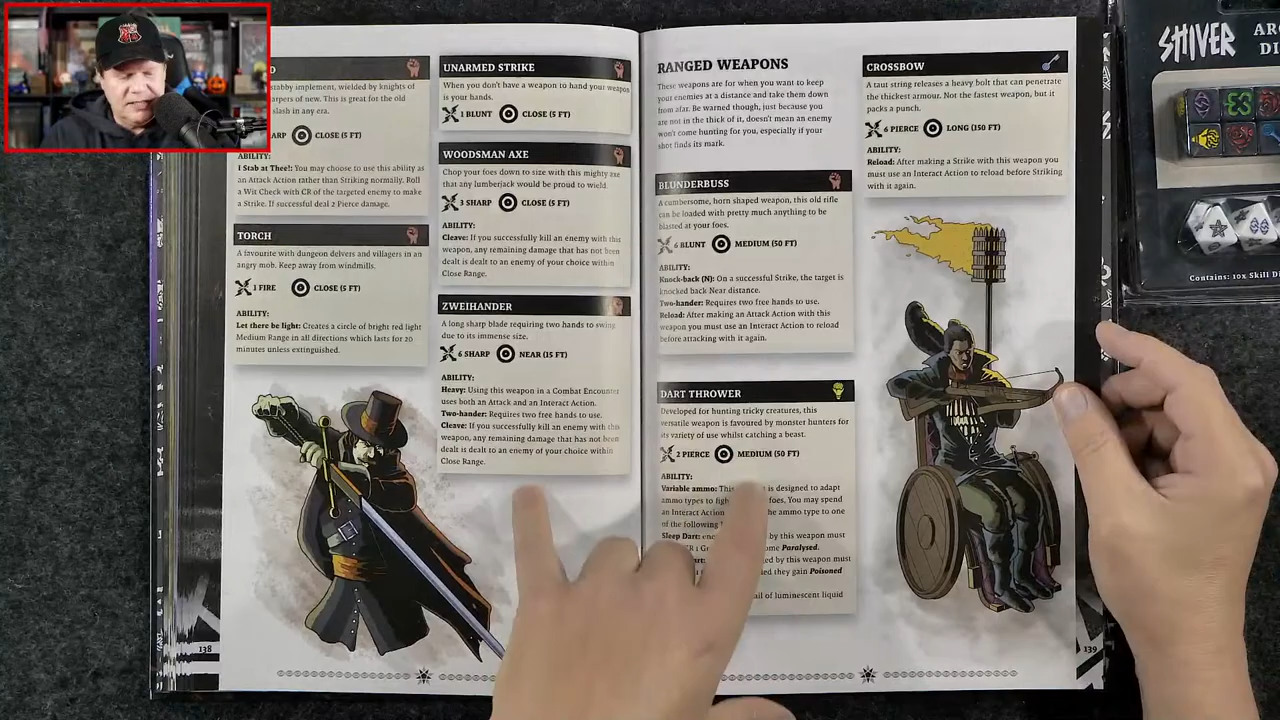 stabby implement, wielded by knights of
arpers of new. This is great for the old
slash in any era.
ARP CLOSE (5 FT)
ABILITY:
I Stab at Thee!: You may choose to use this ability as
an Attack Action rather than Striking normally. Roll
a Wit Check with CR of the targeted enemy to make
a Strike. If successful deal 2 Pierce damage.
TORCH
A favourite with dungeon delvers and villagers in an
angry mob. Keep away from windmills.
1 FIRE CLOSE (5 FT)
ABILITY:
Let there be light: Creates a circle of bright red light
Medium Range in all directions which lasts for 20
minutes unless extinguished.
138
UNARMED STRIKE
When you don't have a weapon to hand your weapon
is your hands.
1 BLUNT CLOSE (5 FT)
WOODSMAN AXE
Chop your foes down to size with this mighty axe
that any lumberjack would be proud to wield.
3 SHARP CLOSE (5 FT)
ABILITY:
Cleave: If you successfully kill an enemy with this
weapon, any remaining damage that has not been
dealt is dealt to an enemy of your choice within
Close Range.
ZWEIHANDER
A long sharp blade requiring two hands to swing
due to its immense size.
6 SHARP NEAR (15 FT)
ABILITY:
Heavy: Using this weapon in a Combat Encounter
uses both an Attack and an Interact Action.
Two-hander: Requires two free hands to use.
Cleave: If you successfully kill an enemy with this
weapon, any remaining damage that has not been
dealt is dealt to an enemy of your choice within
Close Range.
RANGED WEAPONS
These weapons are for when you want to keep
your enemies at a distance and take them down
from afar. Be warned though, just because you
are not in the thick of it, doesn't mean an enemy
won't come hunting for you, especially if your
shot finds its mark.
BLUNDERBUSS
A cumbersome, horn shaped weapon, this old rifle
can be loaded with pretty much anything to be
blasted at your foes.
6 BLUNT MEDIUM (50 FT)
ABILITY:
Knock-back (N): On a successful Strike, the target is
knocked back Near distance.
Two-hander: Requires two free hands to use.
Reload: After making an Attack Action with this
weapon you must use an Interact Action to reload
before attacking with it again.
DART THROWER
Developed for hunting tricky creatures, this
versatile weapon is favoured by monster hunters for
its variety of use whilst catching a beast.
2 PIERCE MEDIUM (50 FT)
ABILITY:
Variable ammo: This is designed to adapt
ammo types to foes. You may spend
an Interact Action the ammo type to one
of the following
Sleep Dart: by this weapon must
Paralysed.
by this weapon must
they gain Poisoned
of luminescent liquid
CROSSBOW
A taut string releases a heavy bolt that can penetrate
the thickest armour. Not the fastest weapon, but it
packs a punch.
6 PIERCE LONG (150 FT)
ABILITY:
Reload: After making a Strike with this weapon you
must use an Interact Action to reload before Striking
with it again.
139
SHIVER
Contains: 10x Skill Di